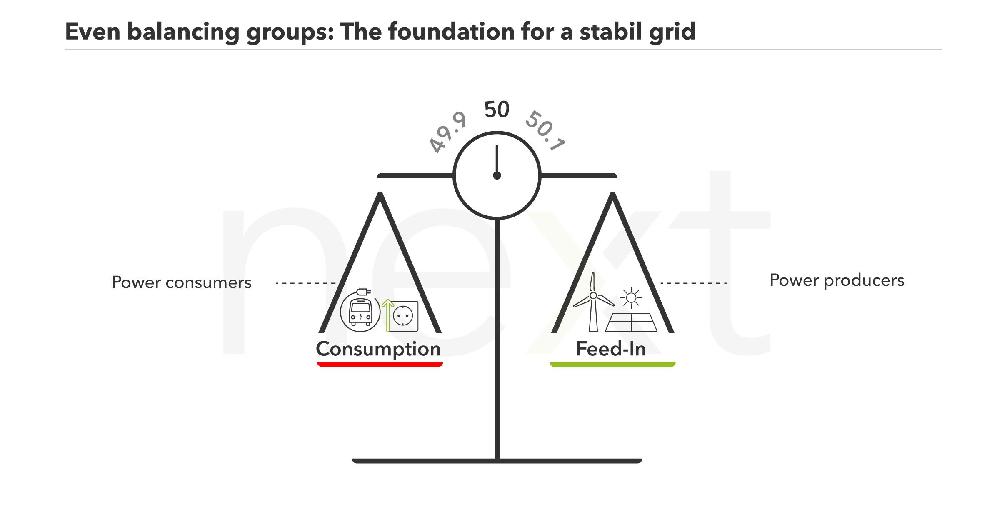 Even balancing groups: The foundation for a stabil grid
49.9
50
50.1
Power consumers
Power producers
Consumption
Feed-In
next